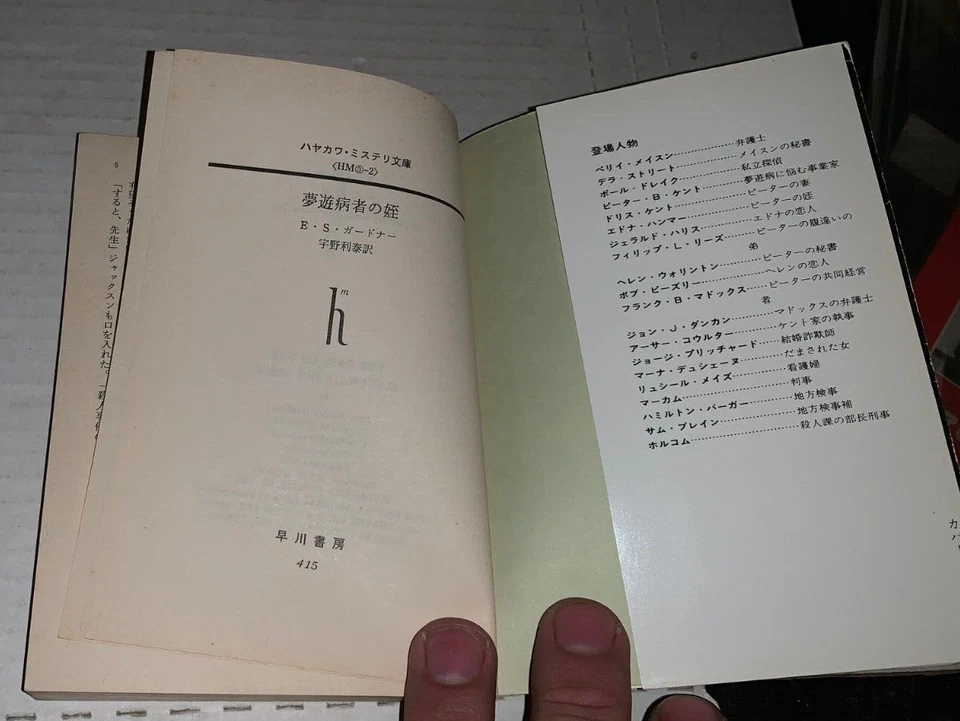 5
「すると、先生」ジャックスンも口を入れた。
ハヤカワ・ミステリ文庫
〈HM③-2〉
夢遊病者の姪
E・S・ガードナー
宇野利泰訳
hm
早川書房
415
登場人物
ペリイ・メイスン……………………弁護士
デラ・ストリート……………………メイスンの秘書
ポール・ドレイク……………………私立探偵
ピーター・B・ケント………………夢遊病に悩む事業家
ドリス・ケント………………………ピーターの妻
エドナ・ハンマー……………………ピーターの姪
ジェラルド・ハリス…………………エドナの恋人
フィリップ・L・リーズ……………ピーターの腹違いの
弟
ヘレン・ウォリントン………………ピーターの秘書
ボブ・ピーズリー……………………ヘレンの恋人
フランク・B・マドックス…………ピーターの共同経営
者
ジョン・J・ダンカン………………マドックスの弁護士
アーサー・コウルター………………ケント家の執事
ジョージ・プリッチャード…………結婚詐欺師
マーナ・デュシェーヌ………………だまされた女
リュシール・メイズ…………………看護婦
マーカム………………………………判事
ハミルトン・バーガー………………地方検事
サム・ブレイン………………………地方検事補
ホルコム………………………………殺人課の部長刑事
カ